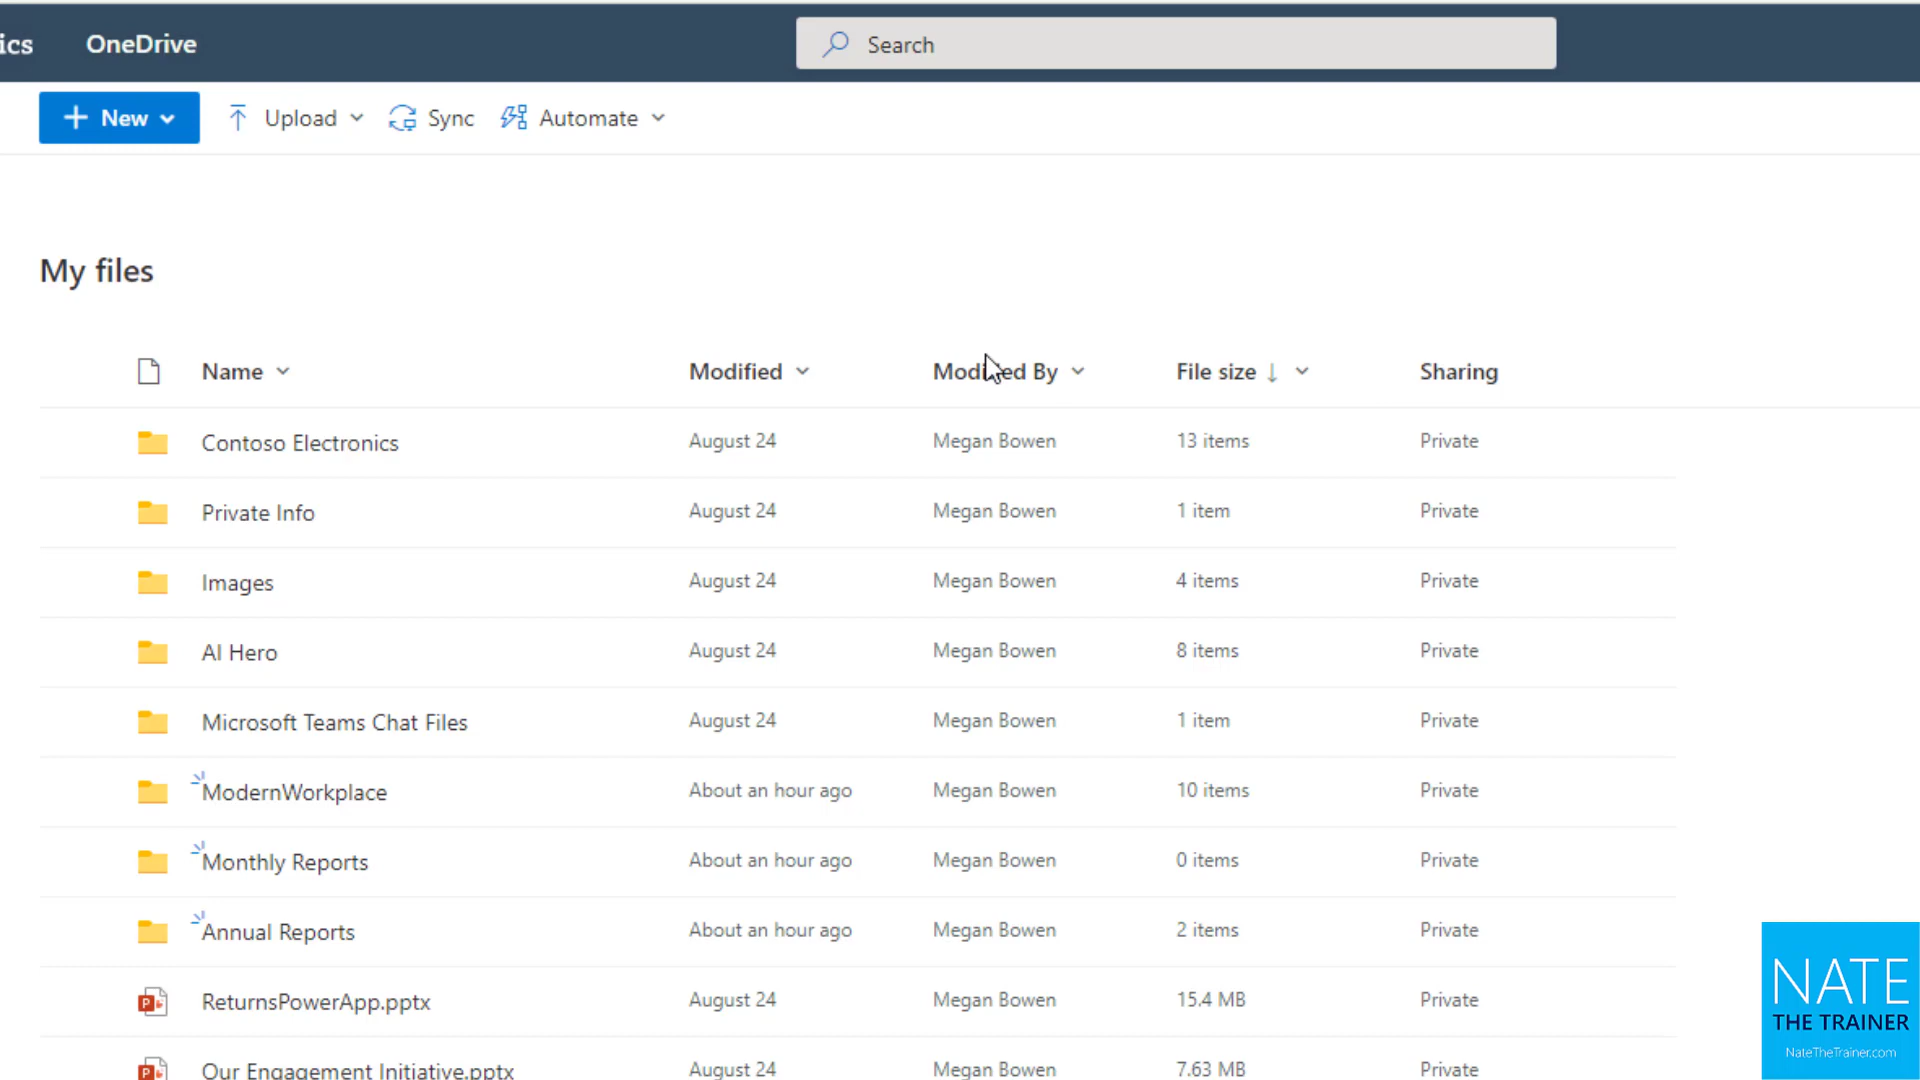 ics OneDrive Search
New Upload Sync Automate
My files
Name Modified Modified By File size Sharing
Contoso Electronics August 24 Megan Bowen 13 items Private
Private Info August 24 Megan Bowen 1 item Private
Images August 24 Megan Bowen 4 items Private
AI Hero August 24 Megan Bowen 8 items Private
Microsoft Teams Chat Files August 24 Megan Bowen 1 item Private
ModernWorkplace About an hour ago Megan Bowen 10 items Private
Monthly Reports About an hour ago Megan Bowen 0 items Private
Annual Reports About an hour ago Megan Bowen 2 items Private
ReturnsPowerApp.pptx August 24 Megan Bowen 15.4 MB Private
Our Engagement Initiative.pptx August 24 Megan Bowen 7.63 MB Private
NATE
THE TRAINER
NateTheTrainer.com